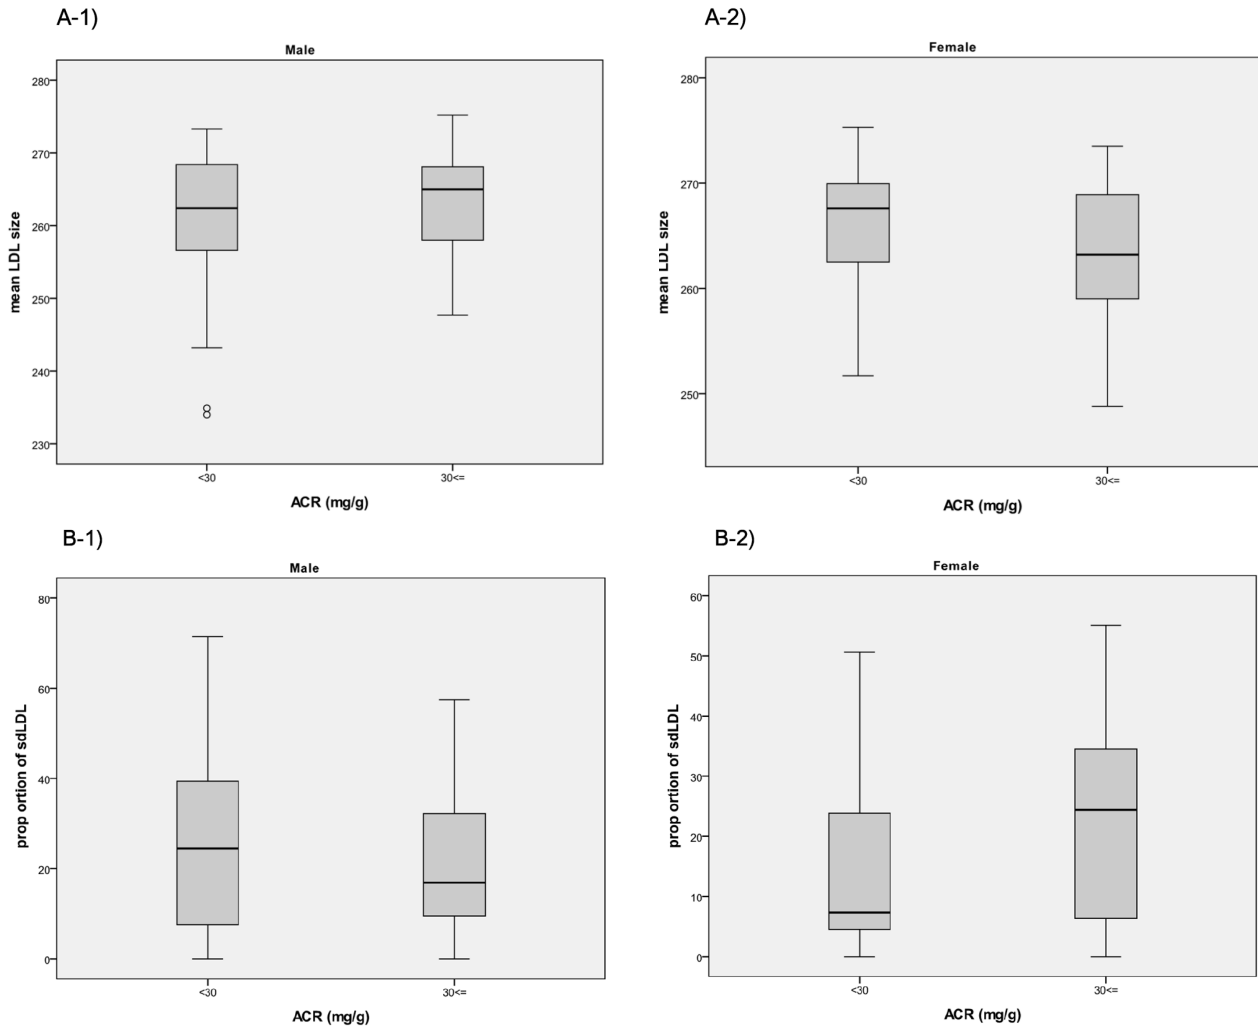 A-1)
Male
280
270
260
250
240
230
mean LDL size
<30
30<=
ACR (mg/g)
A-2)
Female
280
270
260
250
mean LDL size
<30
30<=
ACR (mg/g)
B-1)
Male
80
60
40
20
0
prop ortion of sdLDL
<30
30<=
ACR (mg/g)
B-2)
Female
60
50
40
30
20
10
0
prop ortion of sdLDL
<30
30<=
ACR (mg/g)